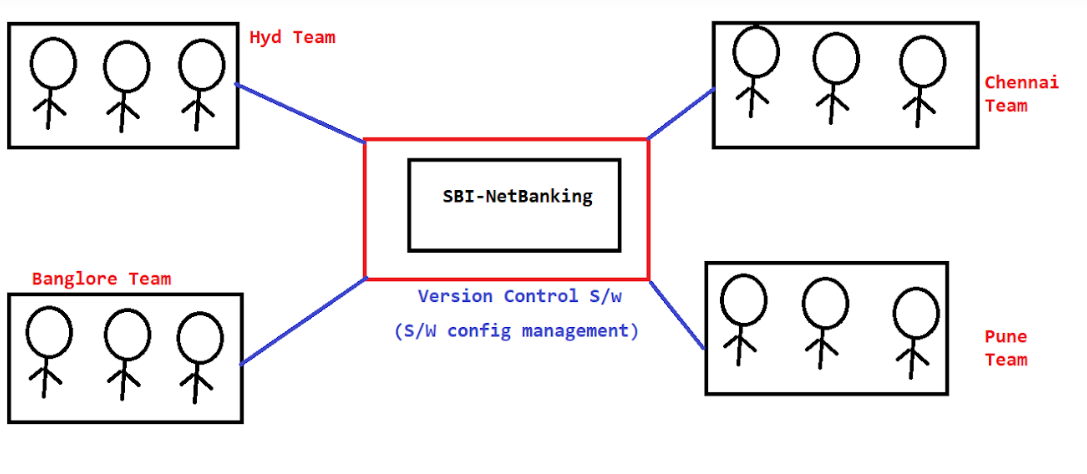 Hyd Team
Chennai
Team
SBI-NetBanking
Banglore Team
Version Control S/w
(S/W config management)
Pune
Team